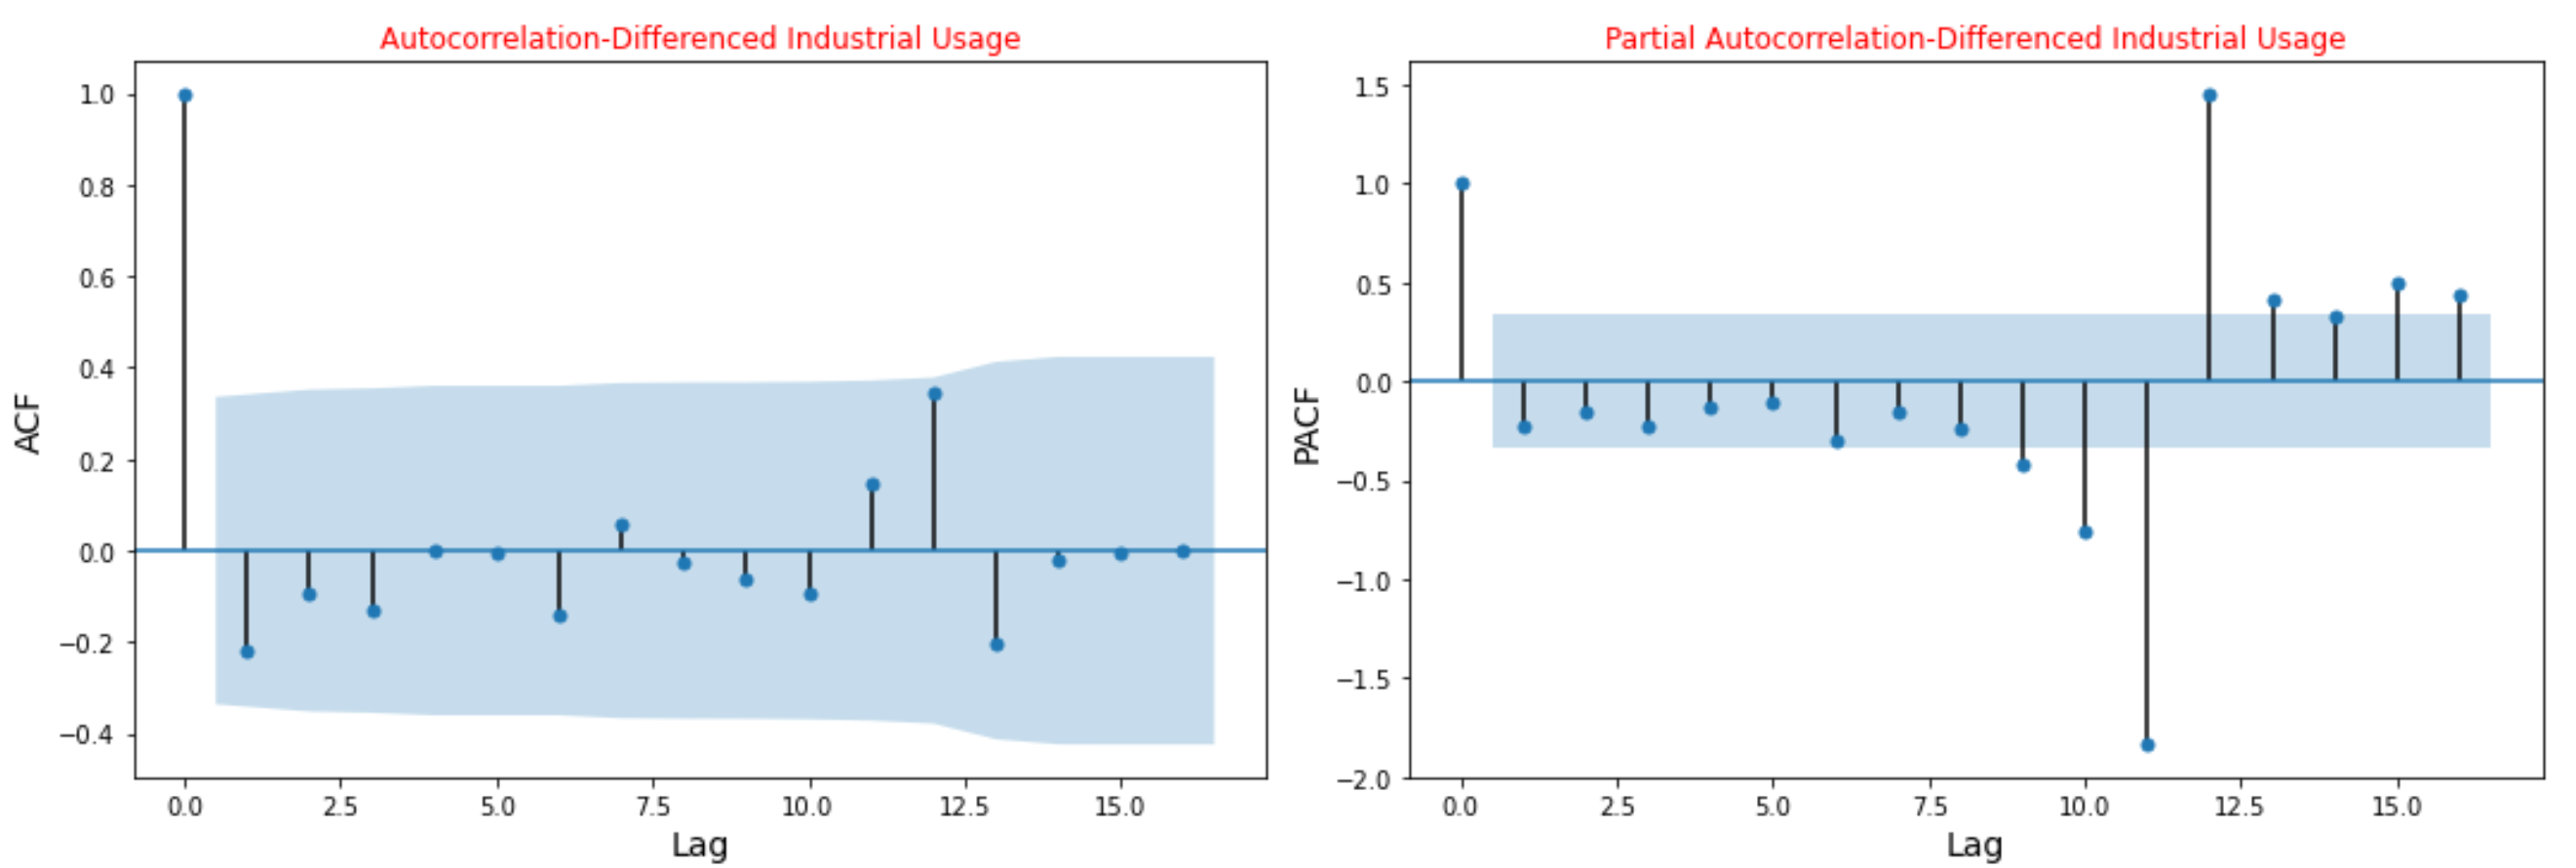 Autocorrelation-Differenced Industrial Usage
1.0
0.8
0.6
0.4
0.2
0.0
−0.2
−0.4
ACF
0.0 2.5 5.0 7.5 10.0 12.5 15.0
Lag
Partial Autocorrelation-Differenced Industrial Usage
1.5
1.0
0.5
0.0
−0.5
−1.0
−1.5
−2.0
PACF
0.0 2.5 5.0 7.5 10.0 12.5 15.0
Lag